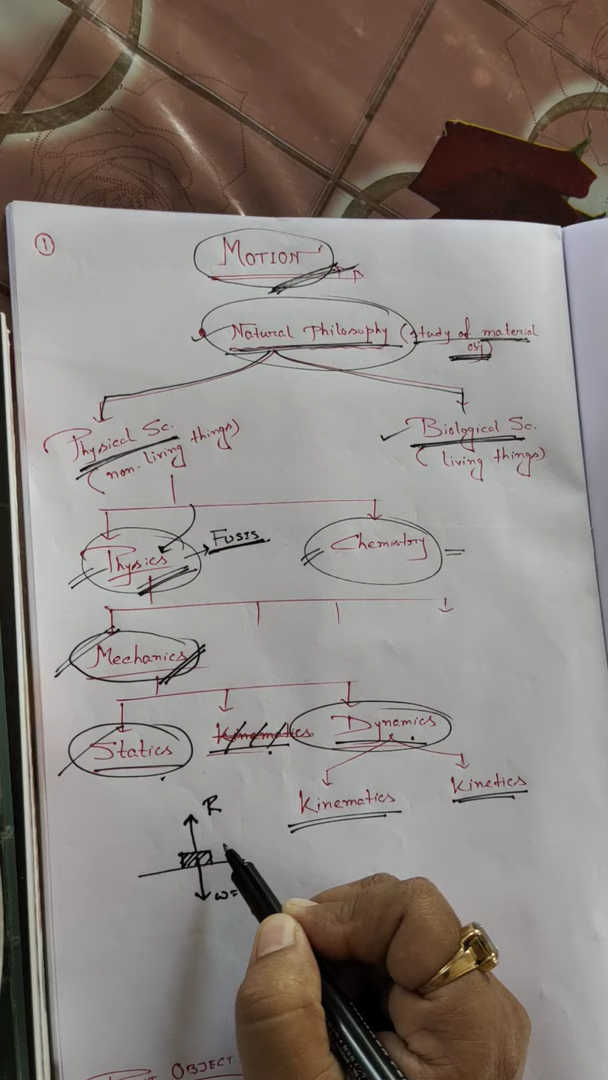 1
MOTION
Natural Philosophy (study of material
obj)
Physical Sc.
(non-living things)
Biological Sc.
(living things)
Physics → FUSIS
Chemistry =
Mechanics
Statics
Kinematics
Dynamics
Kinematics
Kinetics
R
w=
OBJECT